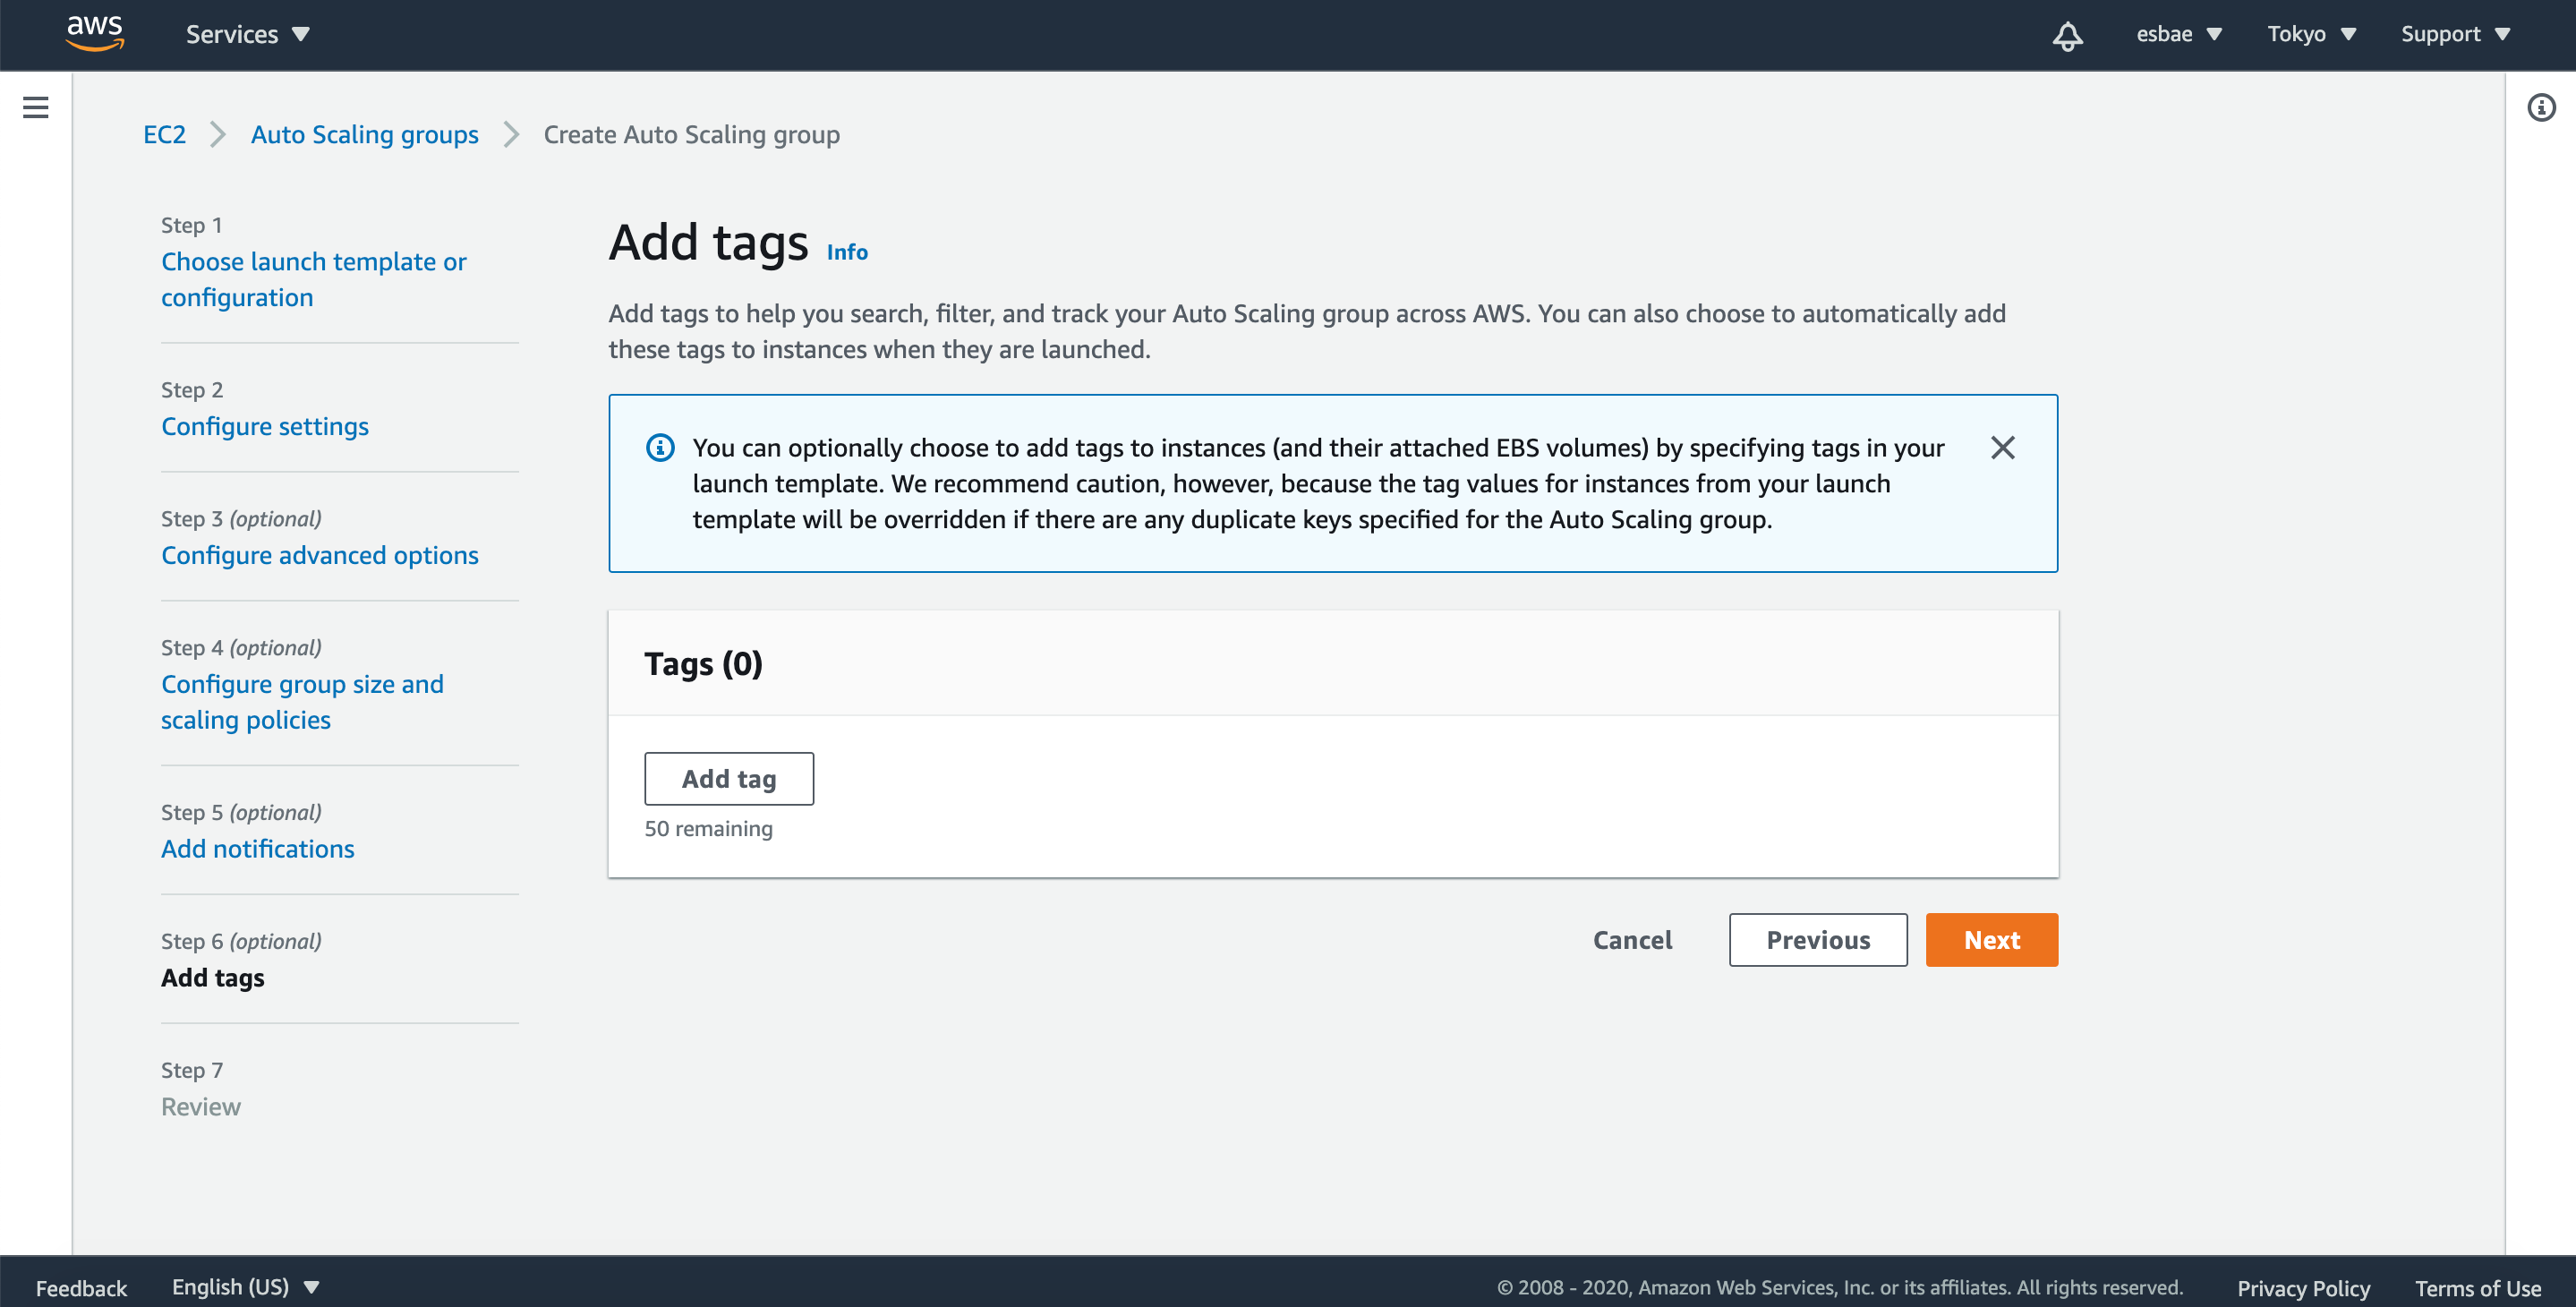 aws
Services
esbae
Tokyo
Support
EC2
Auto Scaling groups
Create Auto Scaling group
Step 1
Choose launch template or
configuration
Step 2
Configure settings
Step 3 (optional)
Configure advanced options
Step 4 (optional)
Configure group size and
scaling policies
Step 5 (optional)
Add notifications
Step 6 (optional)
Add tags
Step 7
Review
Add tags Info
Add tags to help you search, filter, and track your Auto Scaling group across AWS. You can also choose to automatically add
these tags to instances when they are launched.
You can optionally choose to add tags to instances (and their attached EBS volumes) by specifying tags in your
launch template. We recommend caution, however, because the tag values for instances from your launch
template will be overridden if there are any duplicate keys specified for the Auto Scaling group.
Tags (0)
Add tag
50 remaining
Cancel
Previous
Next
Feedback
English (US)
© 2008 - 2020, Amazon Web Services, Inc. or its affiliates. All rights reserved.
Privacy Policy
Terms of Use